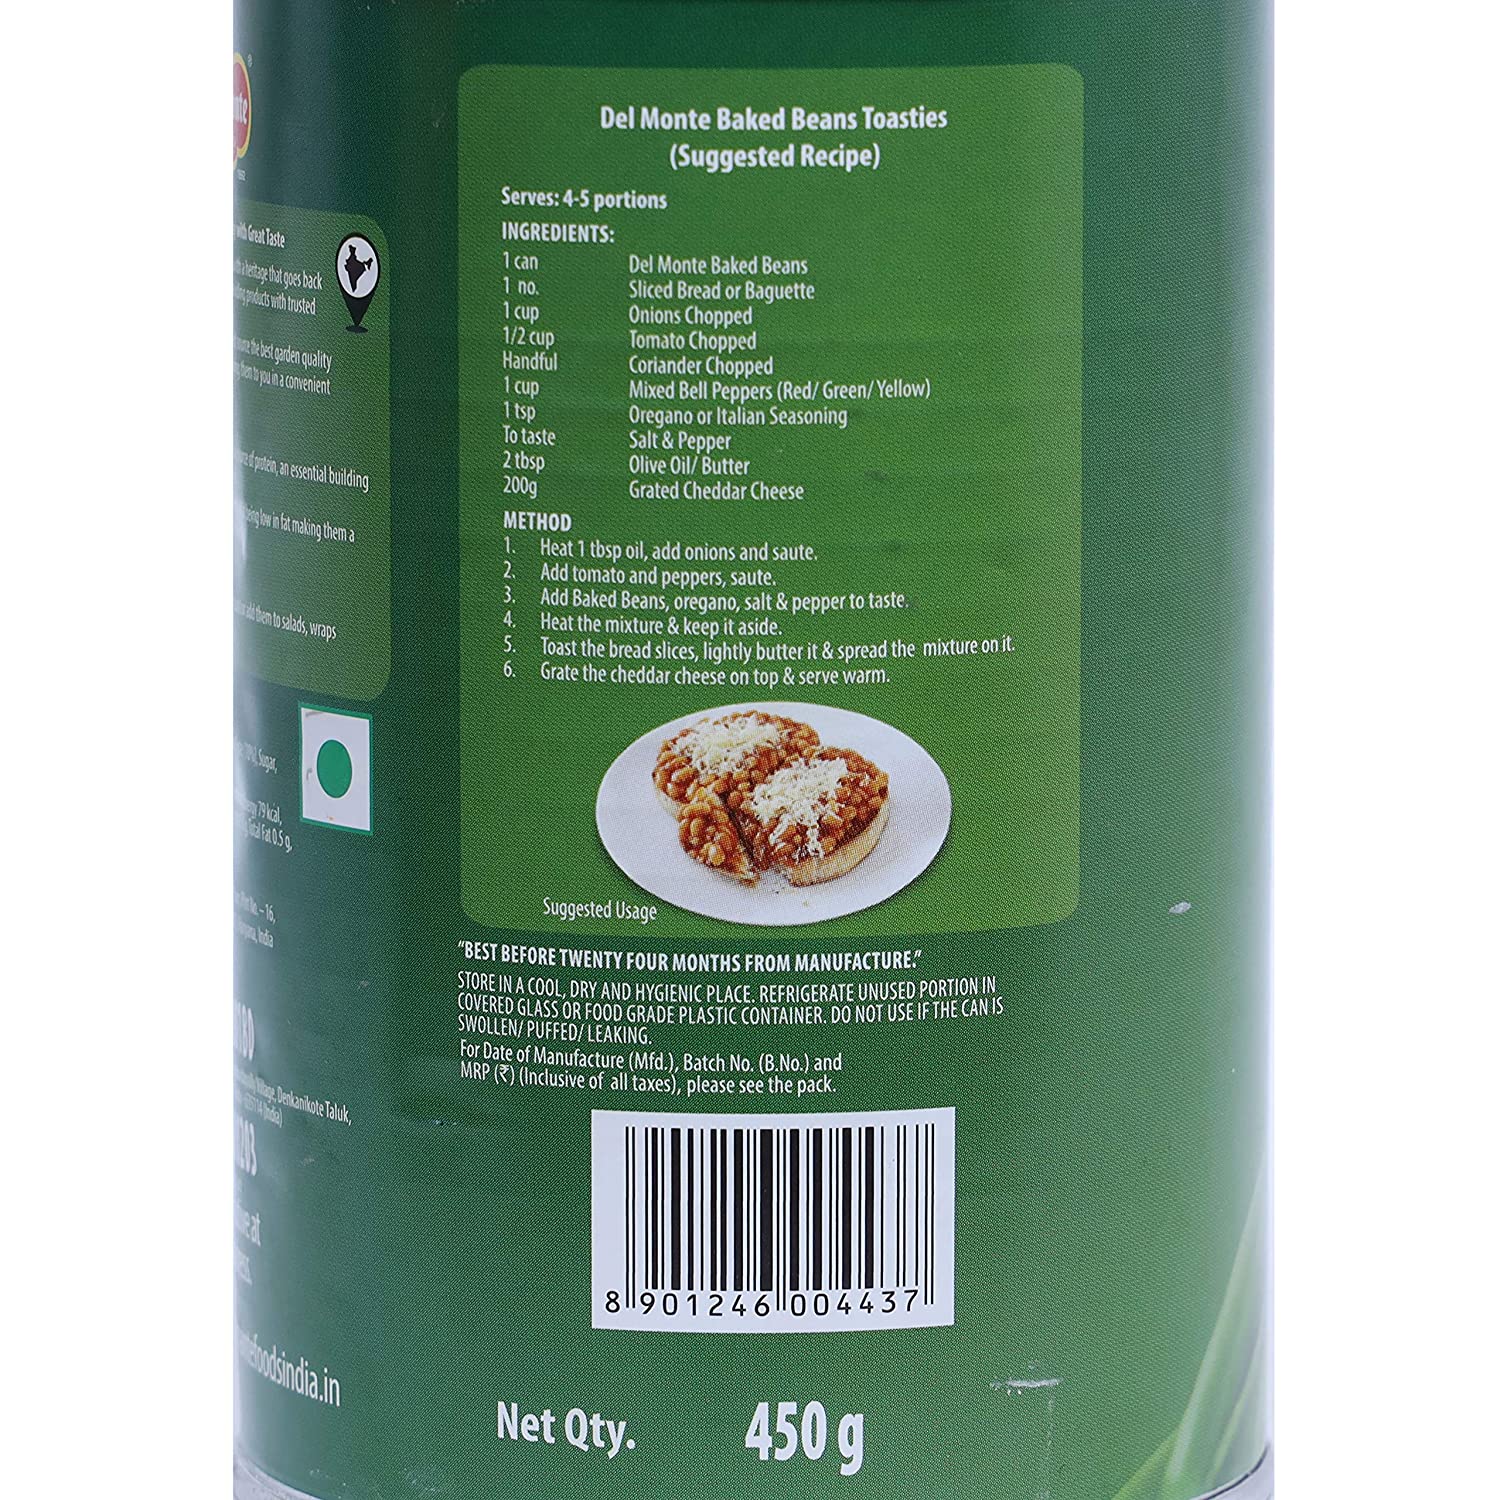 with Great Taste
a heritage that goes back
products with trusted
the best garden quality
them to you in a convenient
of protein, an essential building
being low in fat making them a
add them to salads, wraps
Sugar,
79 kcal,
Total Fat 0.5 g,
No. – 16,
India
Village, Denkanikote Taluk,
(India)
at
foodsindia.in
Del Monte Baked Beans Toasties
(Suggested Recipe)
Serves: 4-5 portions
INGREDIENTS:
1 can Del Monte Baked Beans
1 no. Sliced Bread or Baguette
1 cup Onions Chopped
1/2 cup Tomato Chopped
Handful Coriander Chopped
1 cup Mixed Bell Peppers (Red/ Green/ Yellow)
1 tsp Oregano or Italian Seasoning
To taste Salt & Pepper
2 tbsp Olive Oil/ Butter
200g Grated Cheddar Cheese
METHOD
1. Heat 1 tbsp oil, add onions and saute.
2. Add tomato and peppers, saute.
3. Add Baked Beans, oregano, salt & pepper to taste.
4. Heat the mixture & keep it aside.
5. Toast the bread slices, lightly butter it & spread the mixture on it.
6. Grate the cheddar cheese on top & serve warm.
Suggested Usage
"BEST BEFORE TWENTY FOUR MONTHS FROM MANUFACTURE."
STORE IN A COOL, DRY AND HYGIENIC PLACE. REFRIGERATE UNUSED PORTION IN
COVERED GLASS OR FOOD GRADE PLASTIC CONTAINER. DO NOT USE IF THE CAN IS
SWOLLEN/ PUFFED/ LEAKING.
For Date of Manufacture (Mfd.), Batch No. (B.No.) and
MRP (₹) (Inclusive of all taxes), please see the pack.
8 901246 004437
Net Qty. 450 g